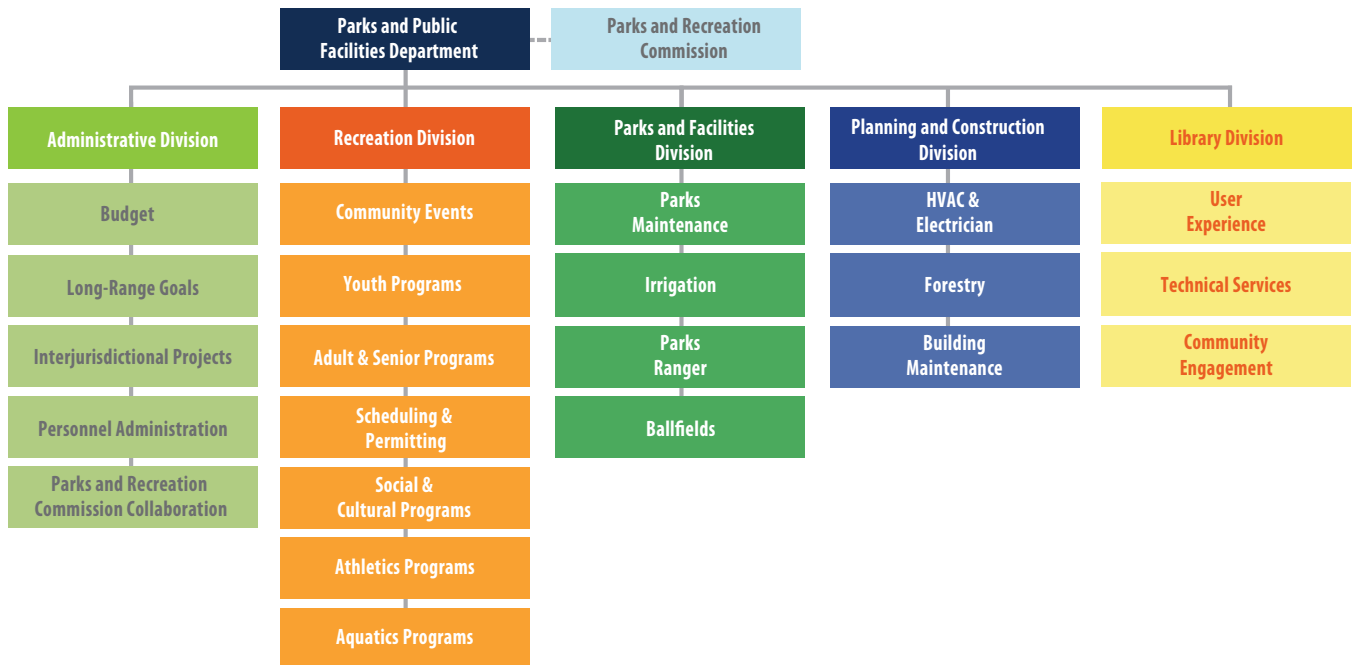 Parks and Public
Facilities Department
Parks and Recreation
Commission
Administrative Division
Budget
Long-Range Goals
Interjurisdictional Projects
Personnel Administration
Parks and Recreation
Commission Collaboration
Recreation Division
Community Events
Youth Programs
Adult & Senior Programs
Scheduling &
Permitting
Social &
Cultural Programs
Athletics Programs
Aquatics Programs
Parks and Facilities
Division
Parks
Maintenance
Irrigation
Parks
Ranger
Ballfields
Planning and Construction
Division
HVAC &
Electrician
Forestry
Building
Maintenance
Library Division
User
Experience
Technical Services
Community
Engagement